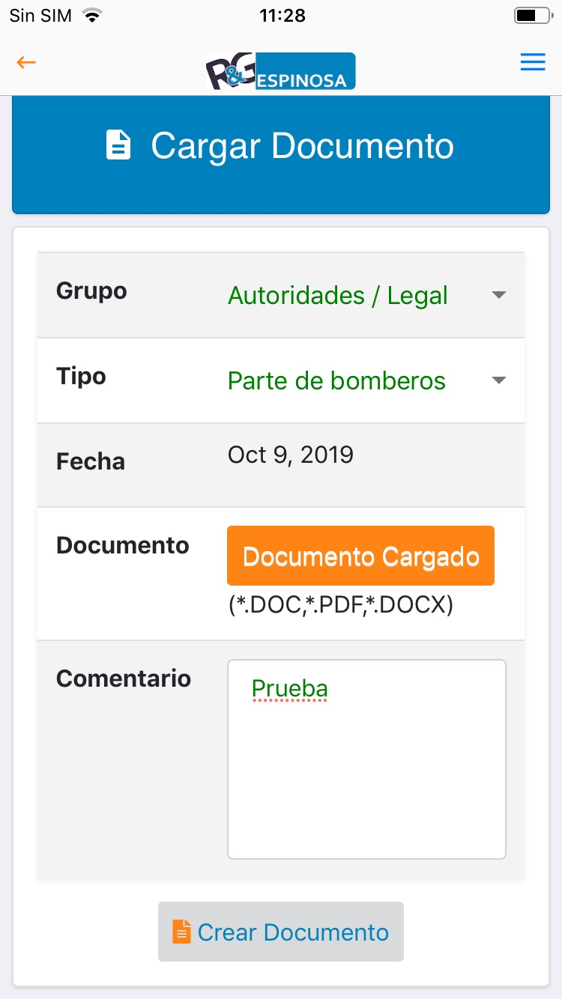 Sin SIM 11:28
R&G ESPINOSA
Cargar Documento
Grupo Autoridades / Legal
Tipo Parte de bomberos
Fecha Oct 9, 2019
Documento Documento Cargado
(*.DOC,*.PDF,*.DOCX)
Comentario Prueba
Crear Documento